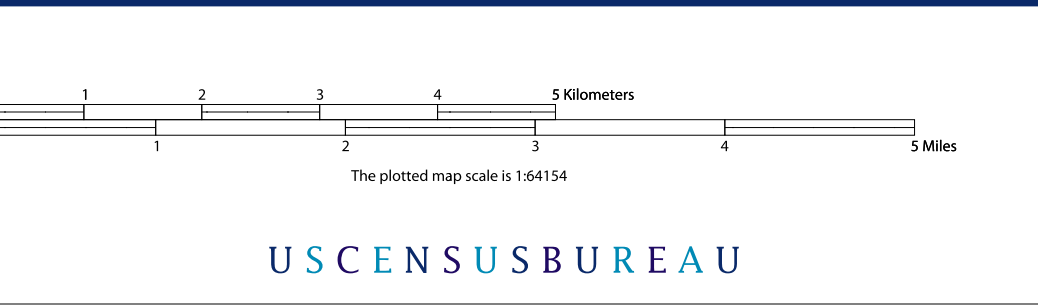 1 2 3 4 5 Kilometers
1 2 3 4 5 Miles
The plotted map scale is 1:64154
USCENSUSBUREAU